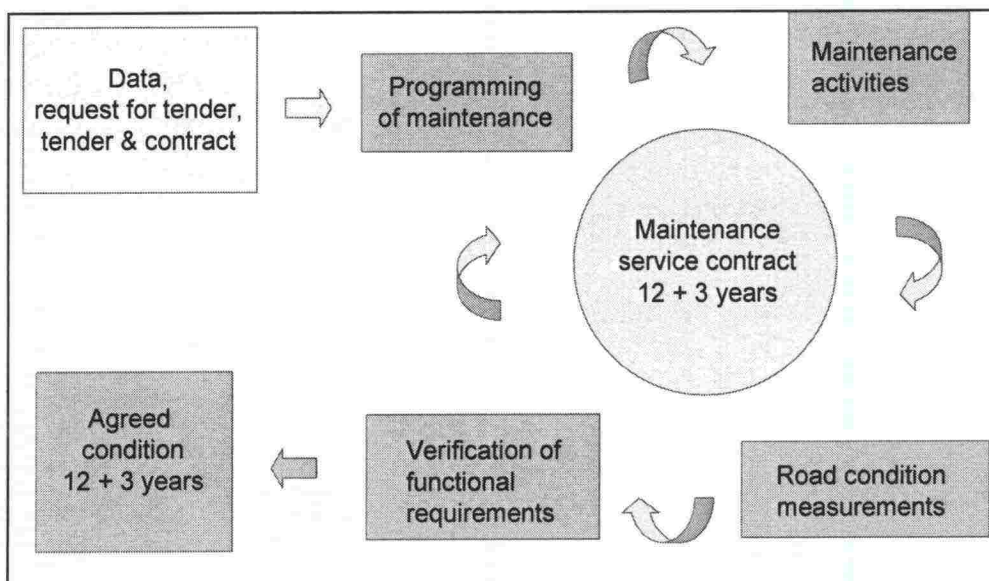 Data,
request for tender,
tender & contract
Programming
of maintenance
Maintenance
activities
Maintenance
service contract
12 + 3 years
Agreed
condition
12 + 3 years
Verification of
functional
requirements
Road condition
measurements